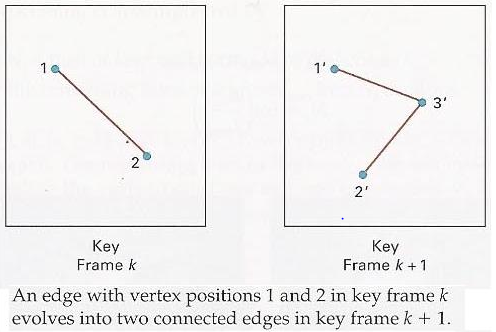 1
2
1'
3'
2'
Key
Frame k
Key
Frame k + 1
An edge with vertex positions 1 and 2 in key frame k
evolves into two connected edges in key frame k + 1.